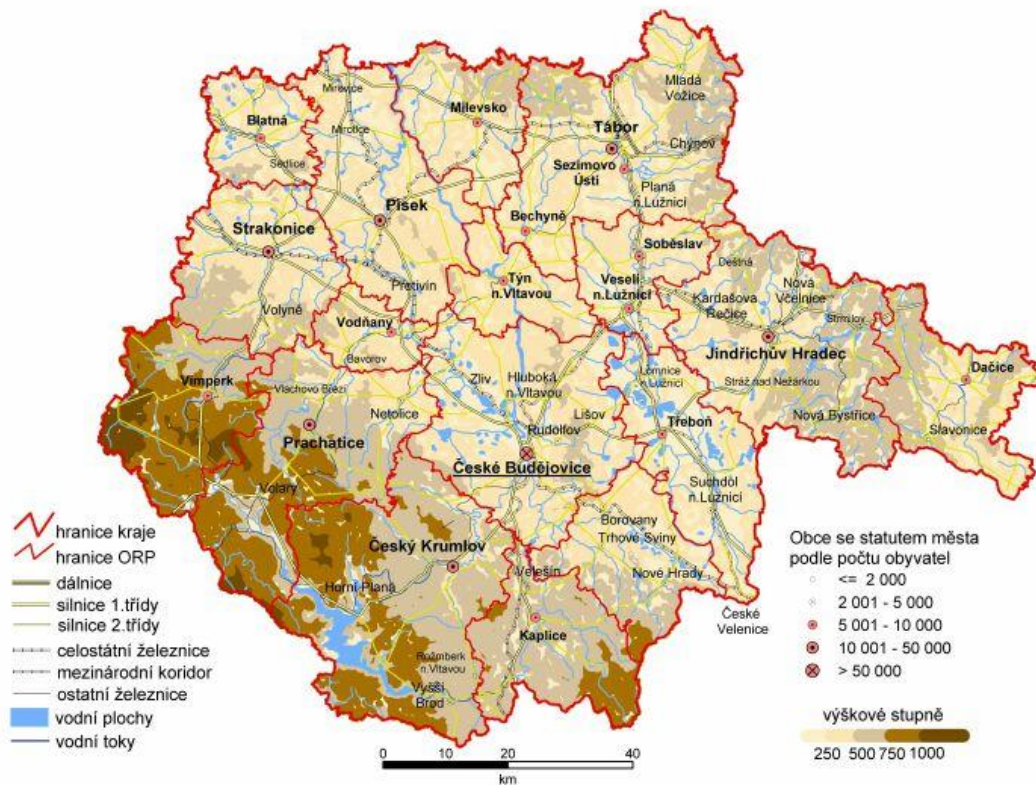 Mladá
Vožice
Mirovice
Milevsko
Blatná
Mirotice
Tábor
Chýnov
Sedlice
Sezimovo
Ústí
Planá
n.Lužnicí
Písek
Bechyně
Strakonice
Soběslav
Deštná
Týn
n.Vltavou
Veselí
n.Lužnicí
Nová
Včelnice
Kardašova
Řečice
Protivín
Volyně
Strmilov
Vodňany
Jindřichův Hradec
Bavorov
Dačice
Zliv
Hluboká
n.Vltavou
Lomnice
n.Lužnicí
Stráž nad Nežárkou
Vimperk
Vlachovo Březí
Netolice
Lišov
Nová Bystřice
Prachatice
Rudolfov
Třeboň
Slavonice
České Budějovice
Suchdol
n.Lužnicí
Volary
Borovany
Trhové Sviny
Český Krumlov
Velešín
Nové Hrady
Horní Planá
České
Velenice
Kaplice
Rožmberk
n.Vltavou
Vyšší
Brod
hranice kraje
hranice ORP
dálnice
silnice 1.třídy
silnice 2.třídy
celostátní železnice
mezinárodní koridor
ostatní železnice
vodní plochy
vodní toky
0 10 20 40
km
Obce se statutem města
podle počtu obyvatel
<= 2 000
2 001 - 5 000
5 001 - 10 000
10 001 - 50 000
> 50 000
výškové stupně
250 500 750 1000